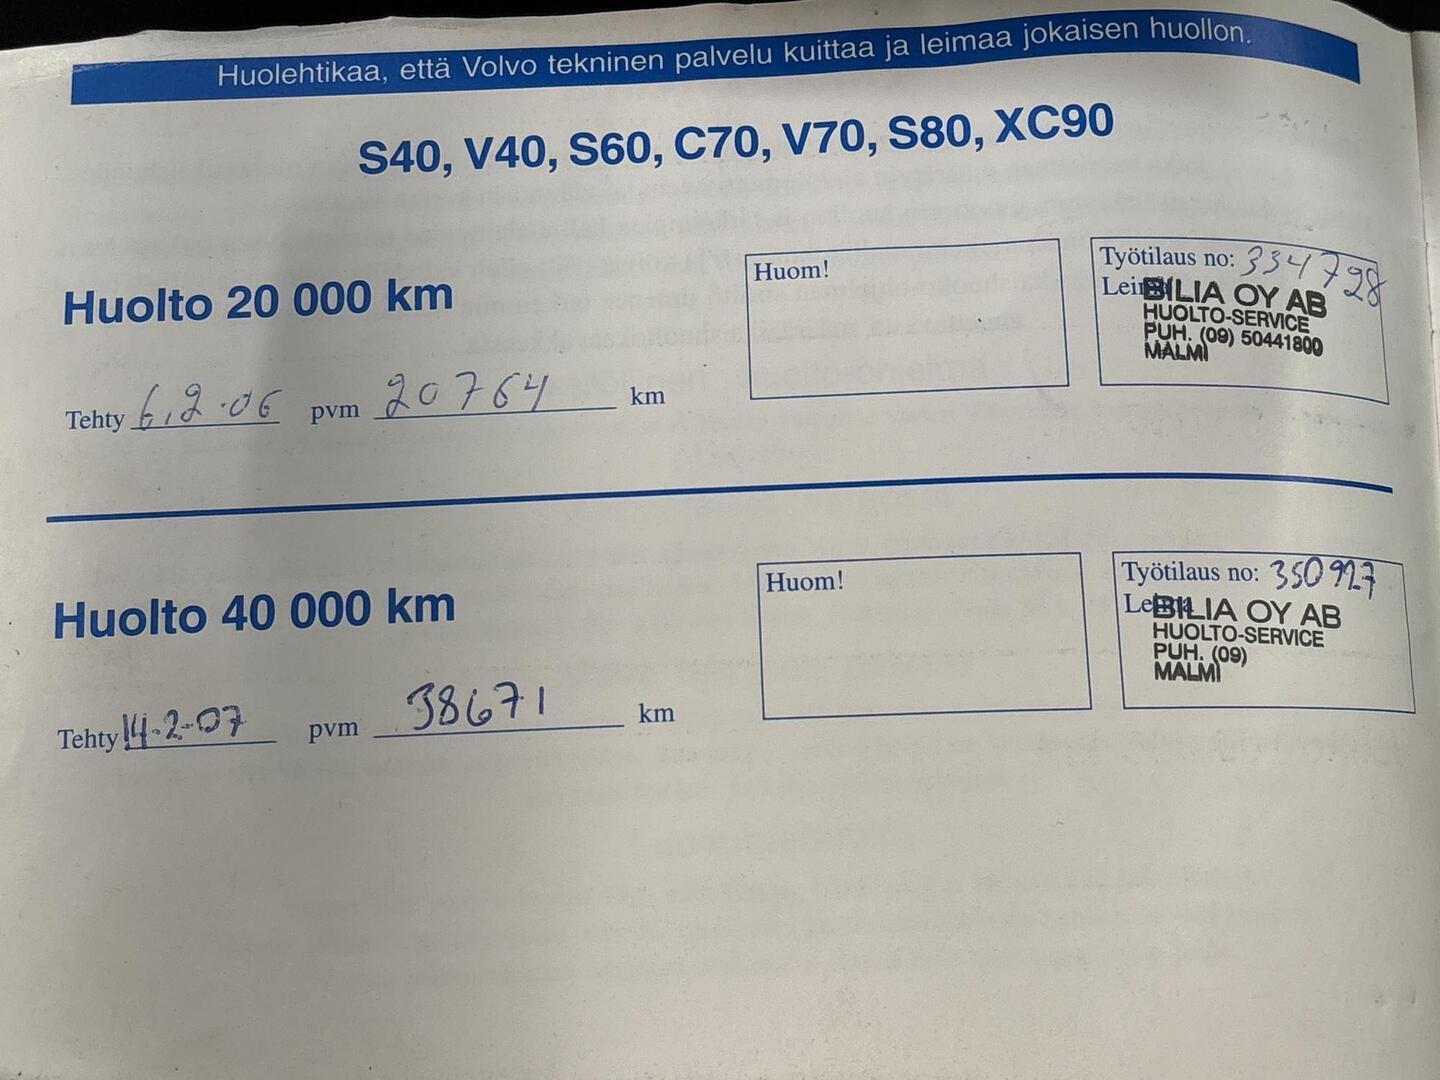 Huolehtikaa, että Volvo tekninen palvelu kuittaa ja leimaa jokaisen huollon.
S40, V40, S60, C70, V70, S80, XC90
Huolto 20 000 km
Tehty 6.2.06 pvm 20764 km
Huom!
Työtilaus no: 334728
Leima
BILIA OY AB
HUOLTO-SERVICE
PUH. (09) 50441800
MALMI
Huolto 40 000 km
Tehty 14.2-07 pvm 38671 km
Huom!
Työtilaus no: 350927
Leima
BILIA OY AB
HUOLTO-SERVICE
PUH. (09)
MALMI